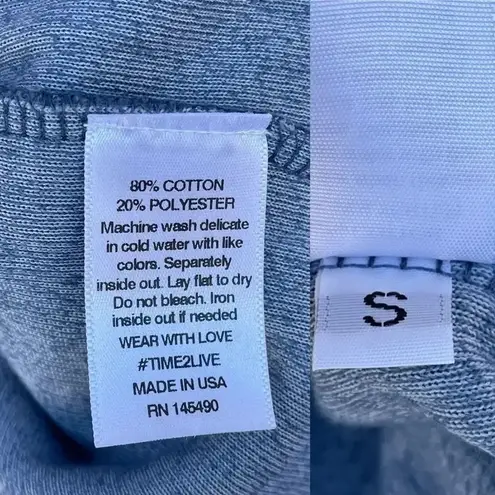 80% COTTON
20% POLYESTER
Machine wash delicate
in cold water with like
colors. Separately
inside out. Lay flat to dry
Do not bleach. Iron
inside out if needed
WEAR WITH LOVE
#TIME2LIVE
MADE IN USA
RN 145490
S